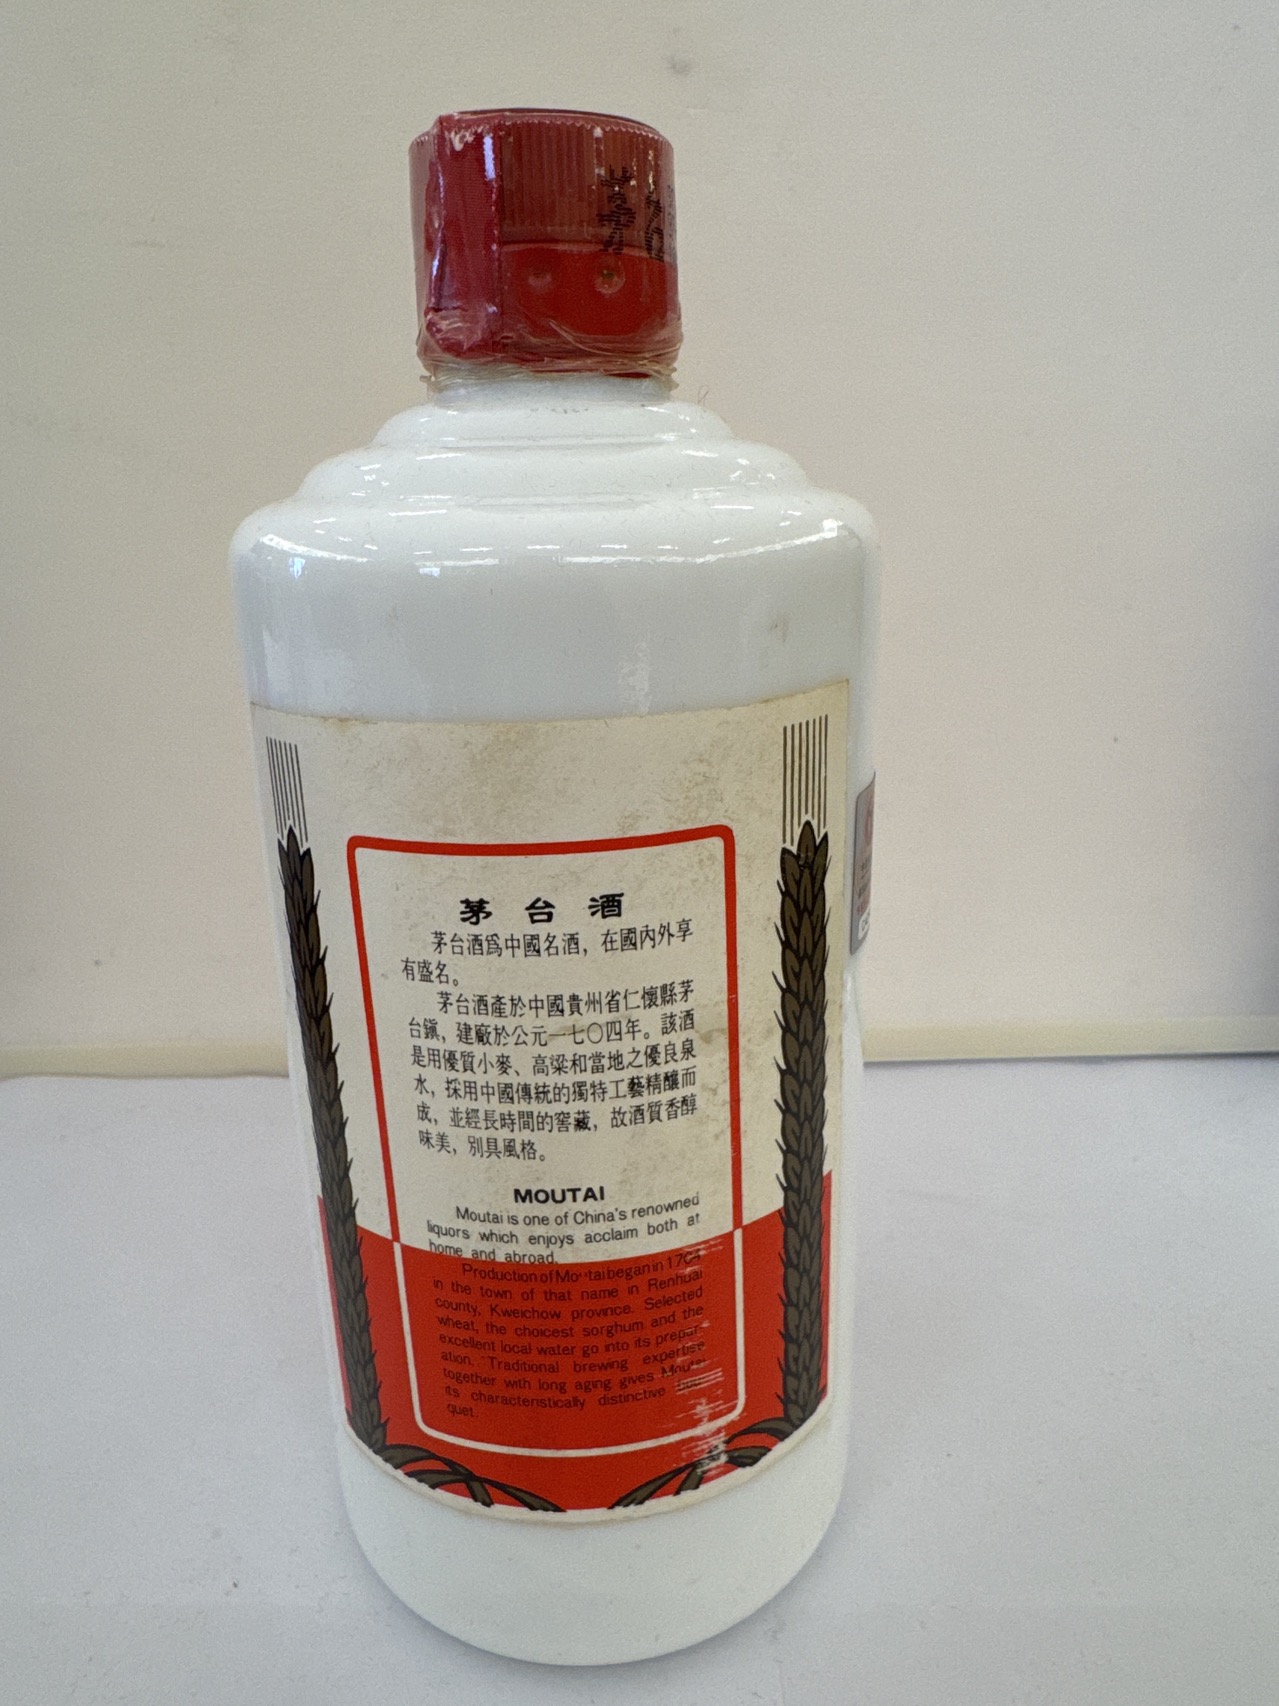 茅台酒
茅台酒爲中國名酒，在國內外享
有盛名。
茅台酒產於中國貴州省仁懷縣茅
台鎭，建廠於公元一七〇四年。該酒
是用優質小麥、高粱和當地之優良泉
水，採用中國傳統的獨特工藝精釀而
成，並經長時間的窖藏，故酒質香醇
味美，別具風格。
MOUTAI
Moutai is one of China's renowned
liquors which enjoys acclaim both at
home and abroad.
Production of Moutai began in 1704
in the town of that name in Renhuai
county, Kweichow province. Selected
wheat, the choicest sorghum and the
excellent local water go into its prepar-
ation. Traditional brewing expertise
together with long aging gives Moutai
its characteristically distinctive
quet.